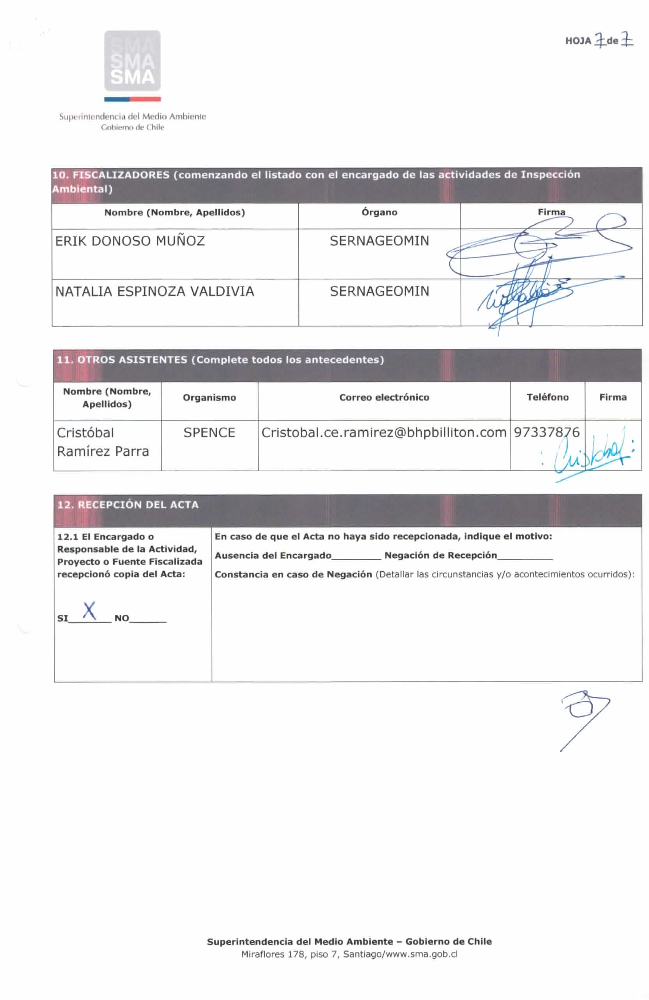 HOJA 7 de 7
SMA
SMA
SMA
Superintendencia del Medio Ambiente
Gobierno de Chile
10. FISCALIZADORES (comenzando el listado con el encargado de las actividades de Inspección
Ambiental)
Nombre (Nombre, Apellidos) Órgano Firma
ERIK DONOSO MUÑOZ SERNAGEOMIN
NATALIA ESPINOZA VALDIVIA SERNAGEOMIN
Natalia
11. OTROS ASISTENTES (Complete todos los antecedentes)
Nombre (Nombre,
Apellidos) Organismo Correo electrónico Teléfono Firma
Cristóbal SPENCE Cristobal.ce.ramirez@bhpbilliton.com 97337876
Ramírez Parra
Cristobal
12. RECEPCIÓN DEL ACTA
12.1 El Encargado o
Responsable de la Actividad,
Proyecto o Fuente Fiscalizada
recepcionó copia del Acta:
SI X NO______
En caso de que el Acta no haya sido recepcionada, indique el motivo:
Ausencia del Encargado________ Negación de Recepción_________
Constancia en caso de Negación (Detallar las circunstancias y/o acontecimientos ocurridos):
Superintendencia del Medio Ambiente – Gobierno de Chile
Miraflores 178, piso 7, Santiago/www.sma.gob.cl